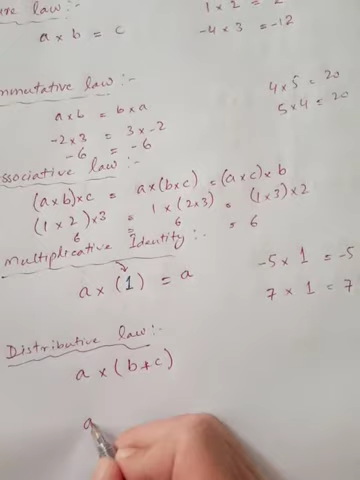 ure law:-
1 x 2 = 2
a x b = c
-4 x 3 = -12
mmutative law:-
4 x 5 = 20
a x b = b x a
5 x 4 = 20
-2 x 3 = 3 x -2
-6 = -6
ssociative law:-
(a x b) x c = a x (b x c) = (a x c) x b
(1 x 2) x 3 = 1 x (2 x 3) = (1 x 3) x 2
6 = 6 = 6
Multiplicative Identity:-
a x (1) = a
-5 x 1 = -5
7 x 1 = 7
Distributive law:-
a x (b + c)
a